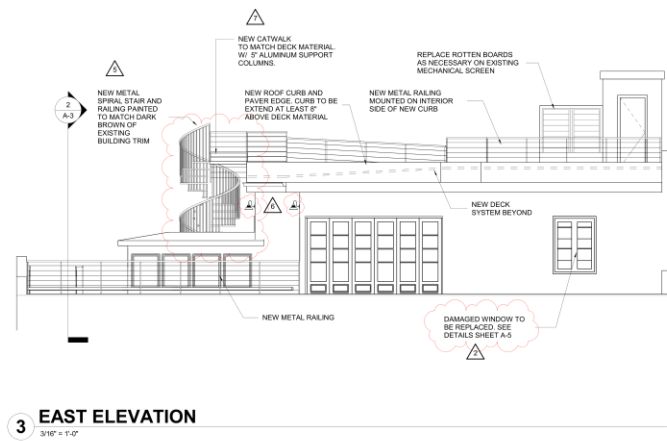 7
NEW CATWALK
TO MATCH DECK MATERIAL.
W/ 5" ALUMINUM SUPPORT
COLUMNS.
REPLACE ROTTEN BOARDS
AS NECESSARY ON EXISTING
MECHANICAL SCREEN
5
NEW METAL
SPIRAL STAIR AND
RAILING PAINTED
TO MATCH DARK
BROWN OF
EXISTING
BUILDING TRIM
NEW ROOF CURB AND
PAVER EDGE. CURB TO BE
EXTEND AT LEAST 8"
ABOVE DECK MATERIAL
NEW METAL RAILING
MOUNTED ON INTERIOR
SIDE OF NEW CURB
2
A-3
6
NEW DECK
SYSTEM BEYOND
NEW METAL RAILING
DAMAGED WINDOW TO
BE REPLACED. SEE
DETAILS SHEET A-5
2
3
EAST ELEVATION
3/16" = 1'-0"